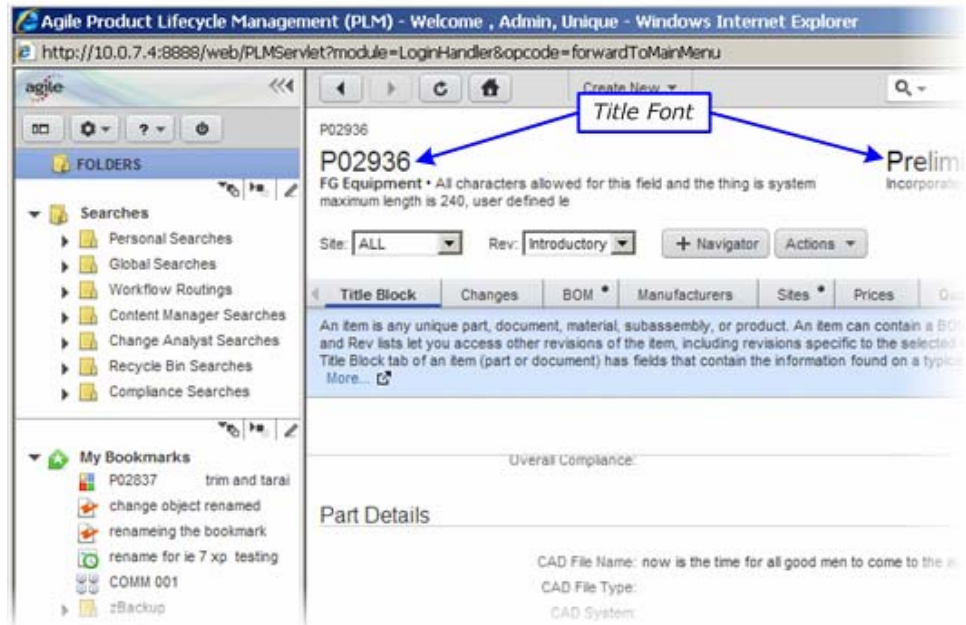 Agile Product Lifecycle Management (PLM) - Welcome , Admin, Unique - Windows Internet Explorer
http://10.0.7.4:8888/web/PLMServlet?module=LoginHandler&opcode=forwardToMainMenu
agile
Create New
Title Font
FOLDERS
Searches
Personal Searches
Global Searches
Workflow Routings
Content Manager Searches
Change Analyst Searches
Recycle Bin Searches
Compliance Searches
My Bookmarks
P02837 trim and tarai
change object renamed
renameing the bookmark
rename for ie 7 xp testing
COMM 001
zBackup
P02936
P02936
Prelimi
FG Equipment • All characters allowed for this field and the thing is system
Incorporate
maximum length is 240, user defined le
Site: ALL Rev: Introductory + Navigator Actions
Title Block Changes BOM • Manufacturers Sites • Prices
An item is any unique part, document, material, subassembly, or product. An item can contain a BOM
and Rev lists let you access other revisions of the item, including revisions specific to the selected
Title Block tab of an item (part or document) has fields that contain the information found on a typica
More...
Overall Compliance:
Part Details
CAD File Name: now is the time for all good men to come to the
CAD File Type:
CAD System: